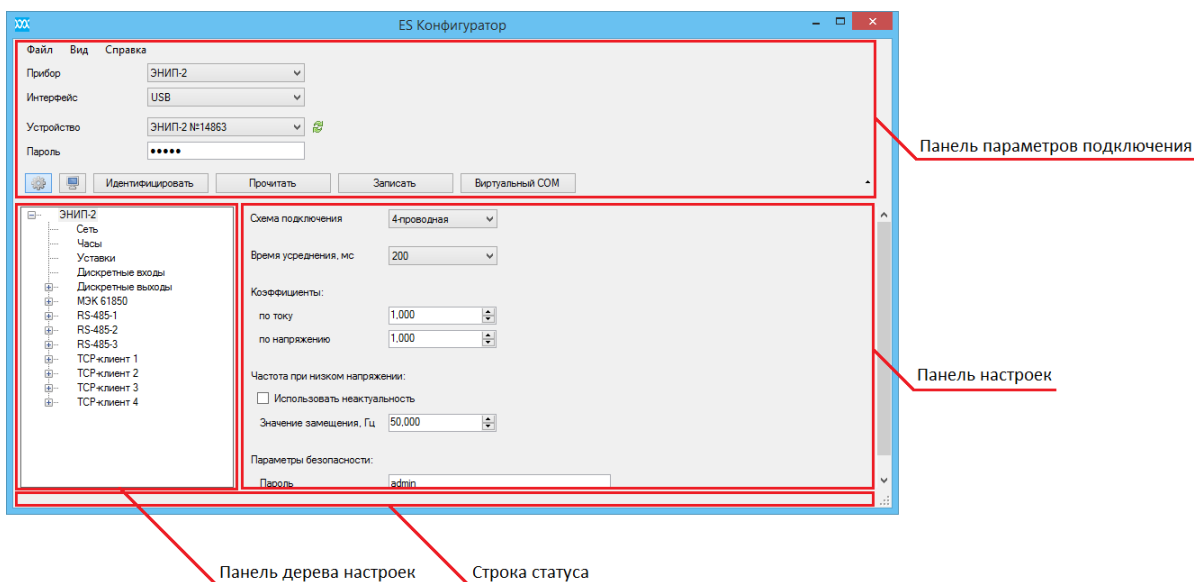 ES Конфигуратор
Файл Вид Справка
Прибор ЭНИП-2
Интерфейс USB
Устройство ЭНИП-2 №14863
Пароль •••••
Идентифицировать Прочитать Записать Виртуальный COM
Панель параметров подключения
ЭНИП-2
Сеть
Часы
Уставки
Дискретные входы
Дискретные выходы
МЭК 61850
RS-485-1
RS-485-2
RS-485-3
TCP-клиент 1
TCP-клиент 2
TCP-клиент 3
TCP-клиент 4
Схема подключения 4-проводная
Время усреднения, мс 200
Коэффициенты:
по току 1,000
по напряжению 1,000
Частота при низком напряжении:
Использовать неактуальность
Значение замещения, Гц 50,000
Параметры безопасности:
Пароль admin
Панель настроек
Панель дерева настроек
Строка статуса